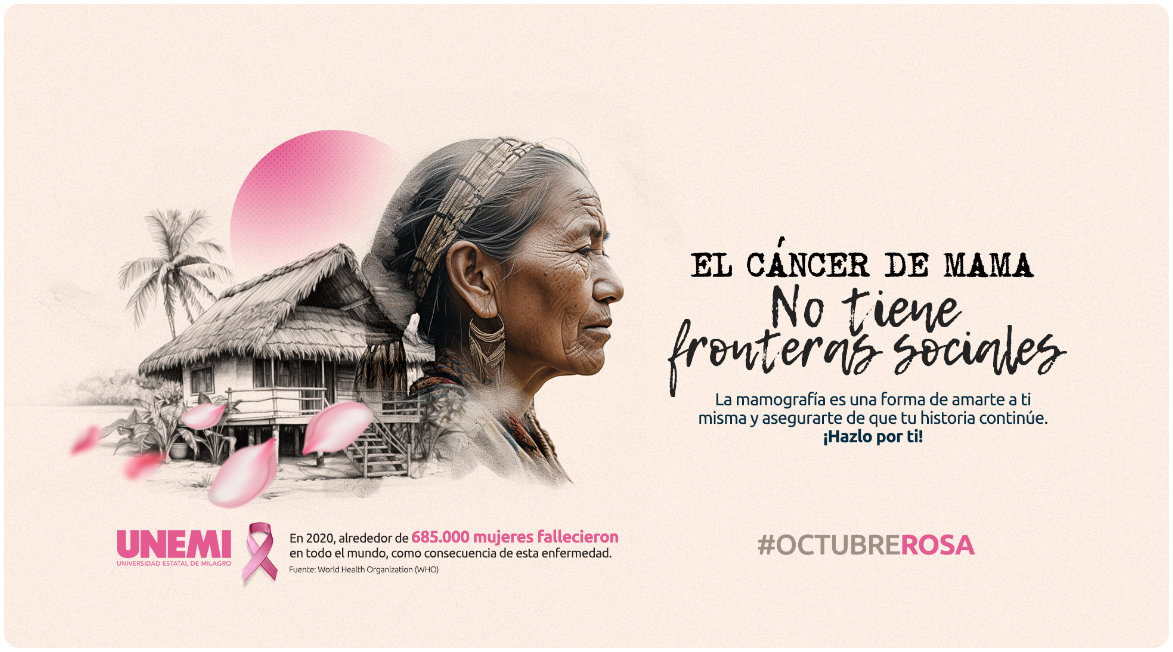 EL CÁNCER DE MAMA
No tiene
fronteras sociales
La mamografía es una forma de amarte a ti
misma y asegurarte de que tu historia continúe.
¡Hazlo por ti!
UNEMI
UNIVERSIDAD ESTATAL DE MILAGRO
En 2020, alrededor de 685.000 mujeres fallecieron
en todo el mundo, como consecuencia de esta enfermedad.
Fuente: World Health Organization (WHO)
#OCTUBREROSA